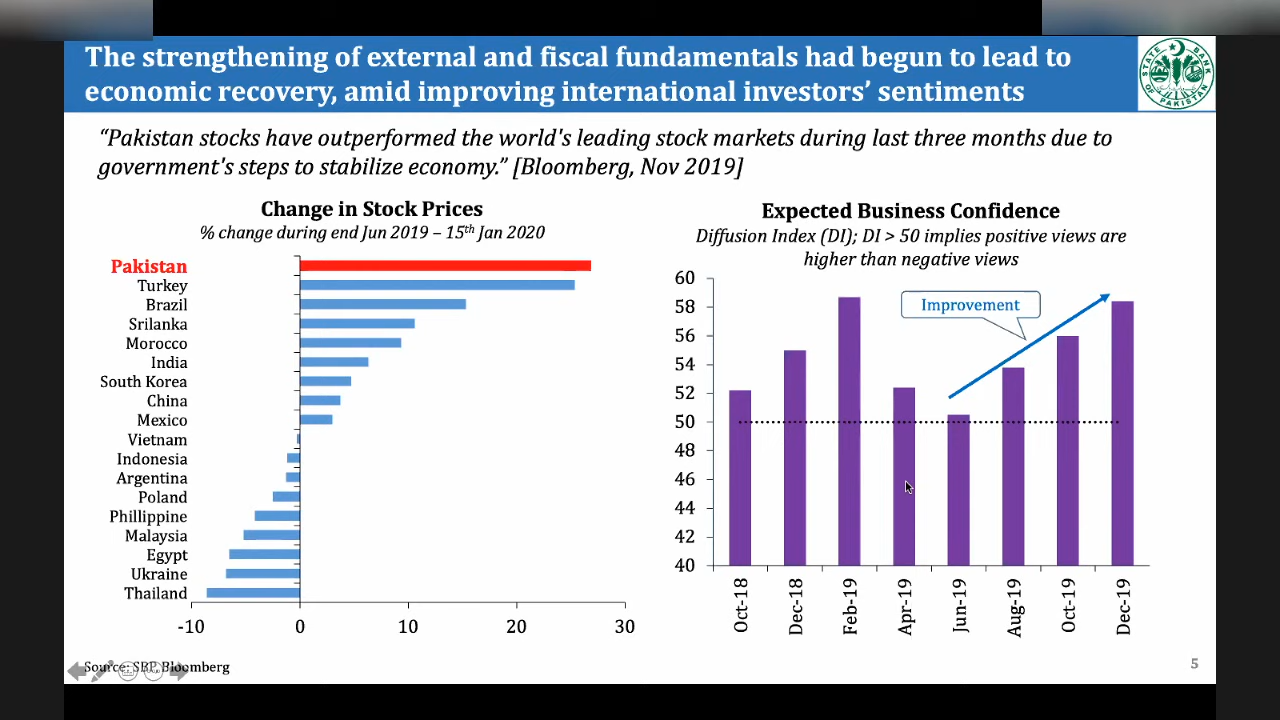 The strengthening of external and fiscal fundamentals had begun to lead to
economic recovery, amid improving international investors’ sentiments
STATE BANK
OF PAKISTAN
“Pakistan stocks have outperformed the world's leading stock markets during last three months due to
government's steps to stabilize economy.” [Bloomberg, Nov 2019]
Change in Stock Prices
% change during end Jun 2019 – 15th Jan 2020
Pakistan
Turkey
Brazil
Srilanka
Morocco
India
South Korea
China
Mexico
Vietnam
Indonesia
Argentina
Poland
Phillippine
Malaysia
Egypt
Ukraine
Thailand
-10 0 10 20 30
Expected Business Confidence
Diffusion Index (DI); DI > 50 implies positive views are
higher than negative views
60
58
56
54
52
50
48
46
44
42
40
Improvement
Oct-18
Dec-18
Feb-19
Apr-19
Jun-19
Aug-19
Oct-19
Dec-19
Source: SBP, Bloomberg
5